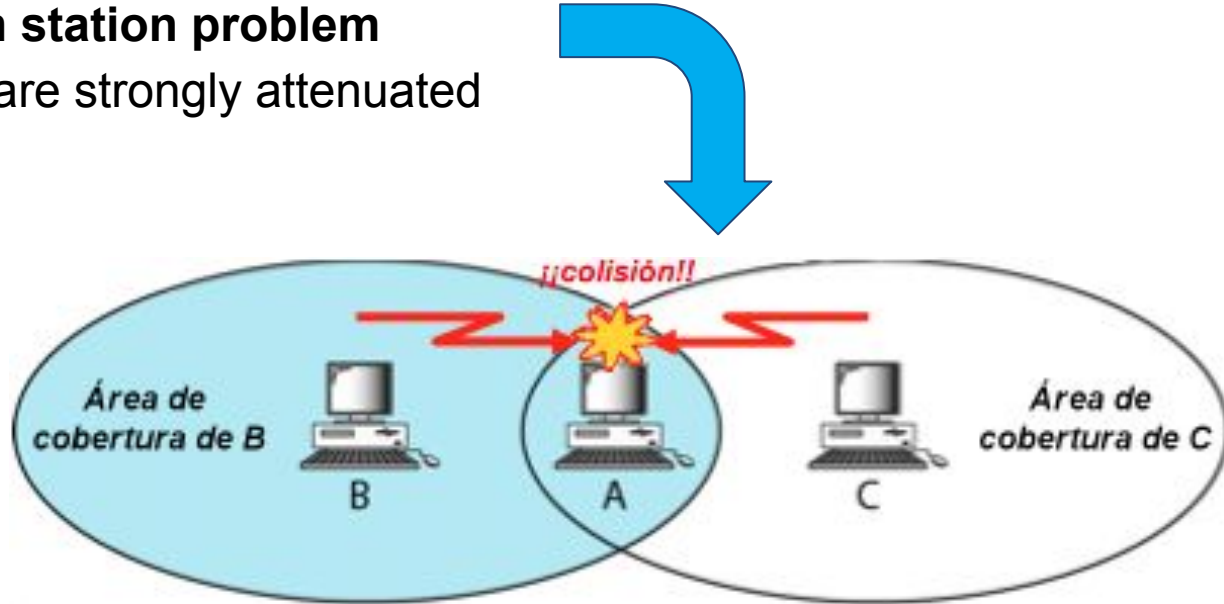 station problem
are strongly attenuated
¡¡colisión!!
Área de
cobertura de B
Área de
cobertura de C
B
A
C